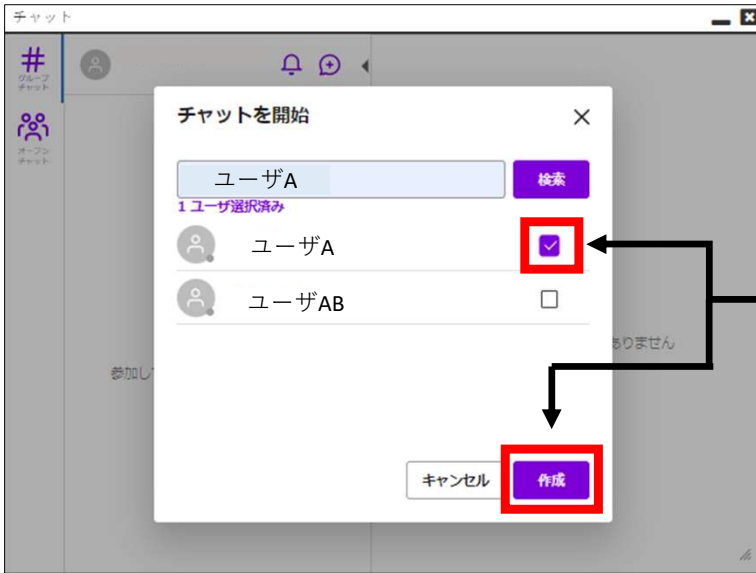 チャット
グループ
チャット
オープン
チャット
チャットを開始
ユーザA
検索
1 ユーザ選択済み
ユーザA
ユーザAB
ありません
参加し
キャンセル
作成